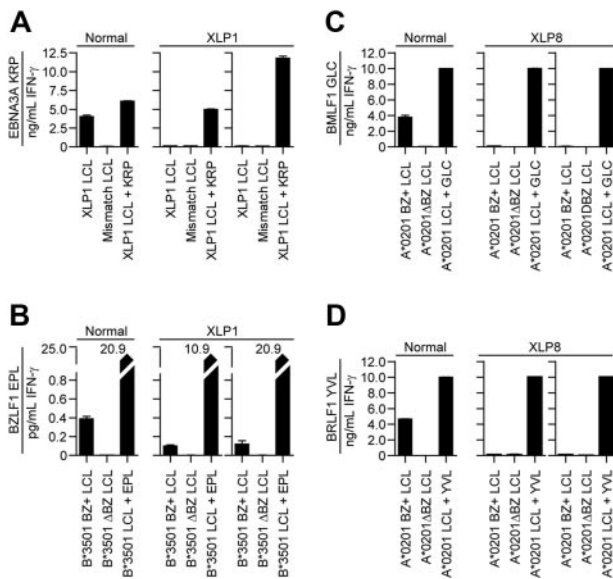 A
Normal
XLP1
EBNA3A KRP
ng/mL IFN-γ
12.5
10.0
7.5
5.0
2.5
0
XLP1 LCL
Mismatch LCL
XLP1 LCL + KRP
XLP1 LCL
Mismatch LCL
XLP1 LCL + KRP
XLP1 LCL
Mismatch LCL
XLP1 LCL + KRP
B
Normal
XLP1
BZLF1 EPL
pg/mL IFN-γ
25.0
0.8
0.6
0.4
0.2
0
20.9
10.9
20.9
B*3501 BZ+ LCL
B*3501 ΔBZ LCL
B*3501 LCL + EPL
B*3501 BZ+ LCL
B*3501 ΔBZ LCL
B*3501 LCL + EPL
B*3501 BZ+ LCL
B*3501 ΔBZ LCL
B*3501 LCL + EPL
C
Normal
XLP8
BMLF1 GLC
ng/mL IFN-γ
12.0
10.0
8.0
6.0
4.0
2.0
0
A*0201 BZ+ LCL
A*0201ΔBZ LCL
A*0201 LCL + GLC
A*0201 BZ+ LCL
A*0201ΔBZ LCL
A*0201 LCL + GLC
A*0201 BZ+ LCL
A*0201DBZ LCL
A*0201 LCL + GLC
D
Normal
XLP8
BRLF1 YVL
ng/mL IFN-γ
12.0
10.0
8.0
6.0
4.0
2.0
0
A*0201 BZ+ LCL
A*0201ΔBZ LCL
A*0201 LCL + YVL
A*0201 BZ+ LCL
A*0201ΔBZ LCL
A*0201 LCL + YVL
A*0201 BZ+ LCL
A*0201ΔBZ LCL
A*0201 LCL + YVL